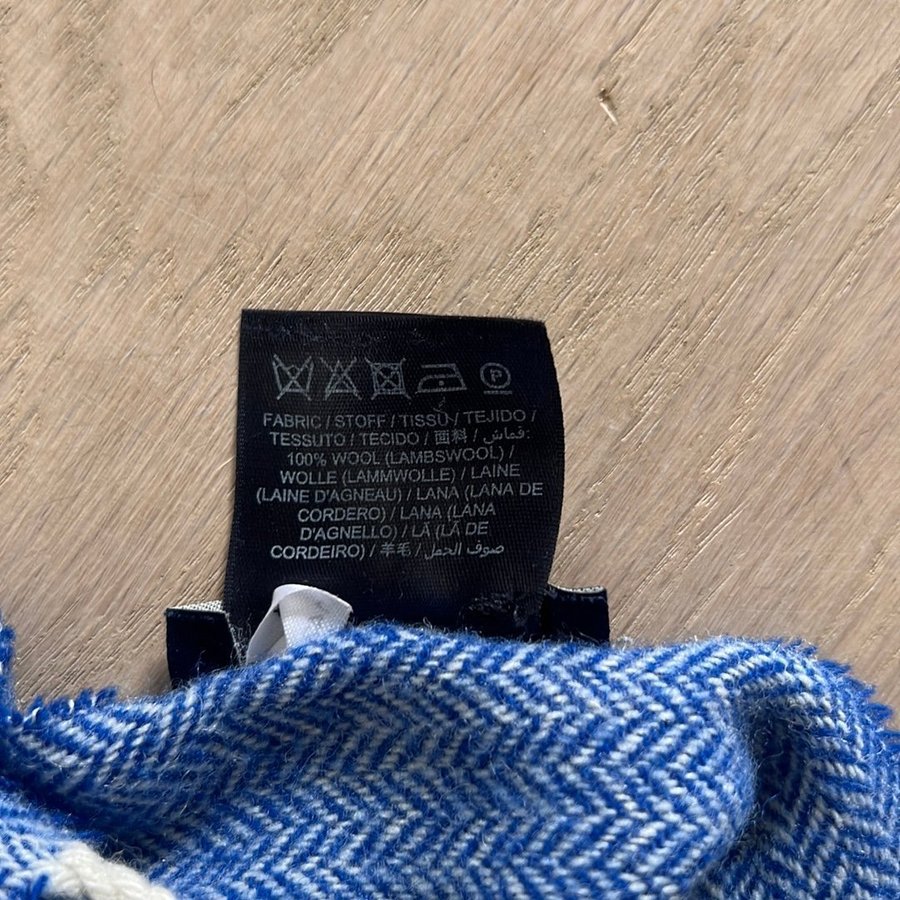 P
FABRIC / STOFF / TISSU / TEJIDO /
TESSUTO / TECIDO / 面料 / قماش:
100% WOOL (LAMBSWOOL) /
WOLLE (LAMMWOLLE) / LAINE
(LAINE D'AGNEAU) / LANA (LANA DE
CORDERO) / LANA (LANA
D'AGNELLO) / LÃ (LÃ DE
CORDEIRO) / 羊毛 / صوف الحمل